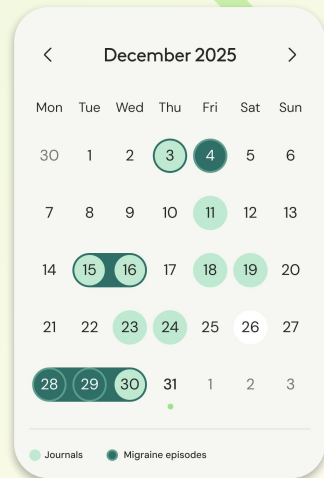 December 2025
Mon Tue Wed Thu Fri Sat Sun
30 1 2 3 4 5 6
7 8 9 10 11 12 13
14 15 16 17 18 19 20
21 22 23 24 25 26 27
28 29 30 31 1 2 3
Journals Migraine episodes